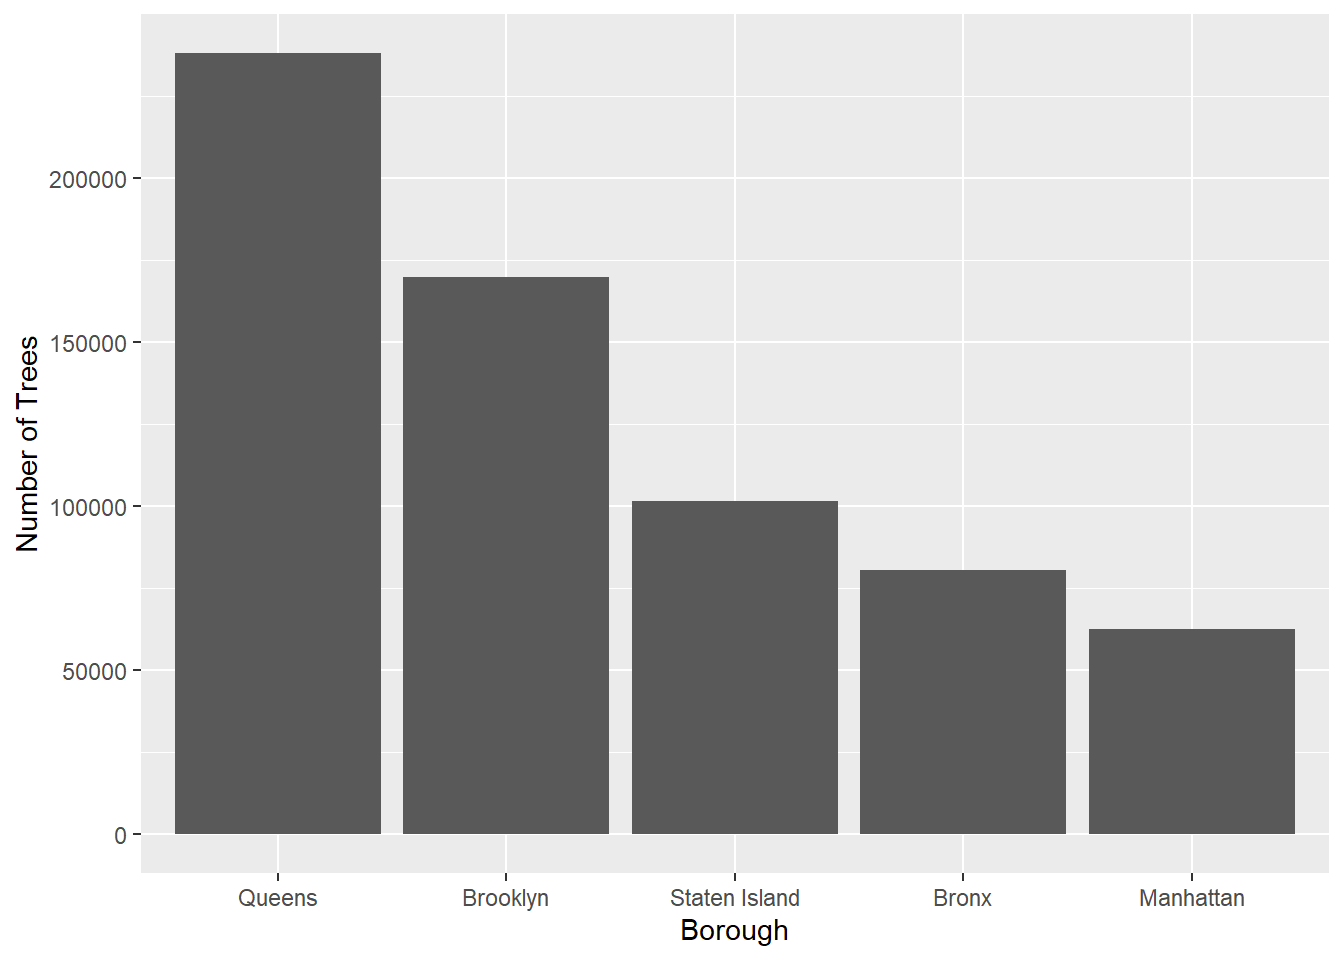 Number of Trees
200000
150000
100000
50000
0
Queens Brooklyn Staten Island Bronx Manhattan
Borough